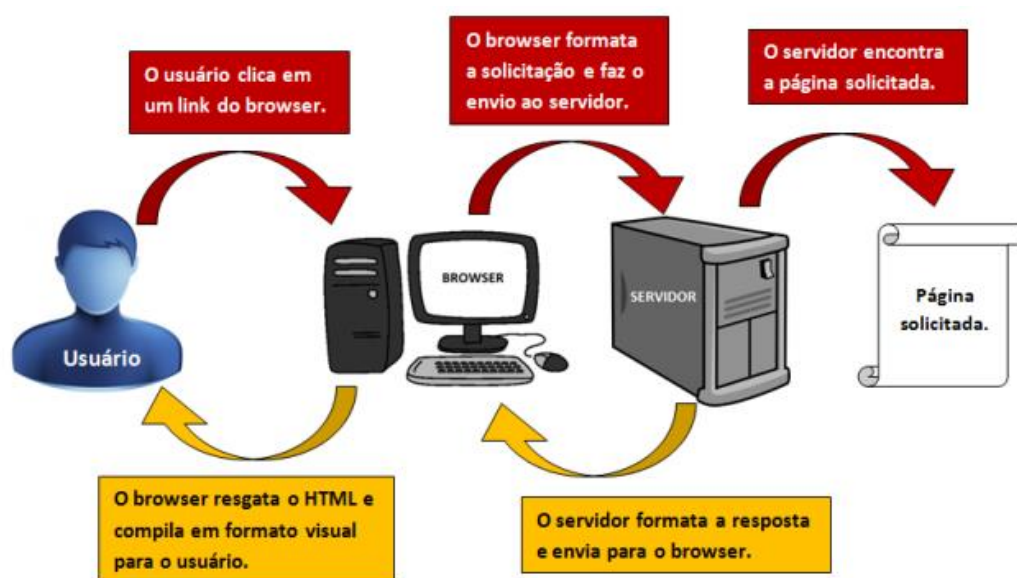 O usuário clica em
um link do browser.
O browser formata
a solicitação e faz o
envio ao servidor.
O servidor encontra
a página solicitada.
Usuário
BROWSER
SERVIDOR
Página
solicitada.
O browser resgata o HTML e
compila em formato visual
para o usuário.
O servidor formata a resposta
e envia para o browser.